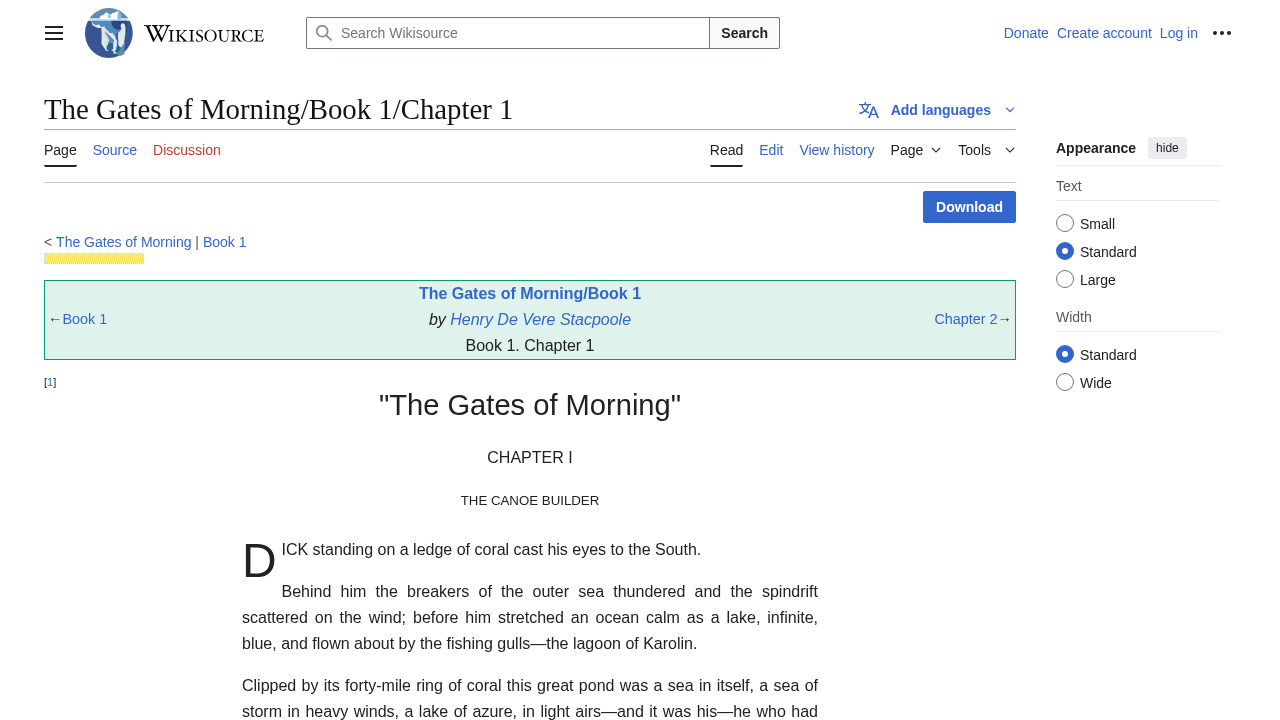 WIKISOURCE
Search Wikisource
Search
Donate Create account Log in
The Gates of Morning/Book 1/Chapter 1
Add languages
Page Source Discussion
Read Edit View history Page Tools
Download
< The Gates of Morning | Book 1
The Gates of Morning/Book 1
←Book 1
by Henry De Vere Stacpoole
Chapter 2→
Book 1. Chapter 1
[1]
"The Gates of Morning"
CHAPTER I
THE CANOE BUILDER
DICK standing on a ledge of coral cast his eyes to the South.
Behind him the breakers of the outer sea thundered and the spindrift
scattered on the wind; before him stretched an ocean calm as a lake, infinite,
blue, and flown about by the fishing gulls—the lagoon of Karolin.
Clipped by its forty-mile ring of coral this great pond was a sea in itself, a sea of
storm in heavy winds, a lake of azure, in light airs—and it was his—he who had
Appearance hide
Text
Small
Standard
Large
Width
Standard
Wide